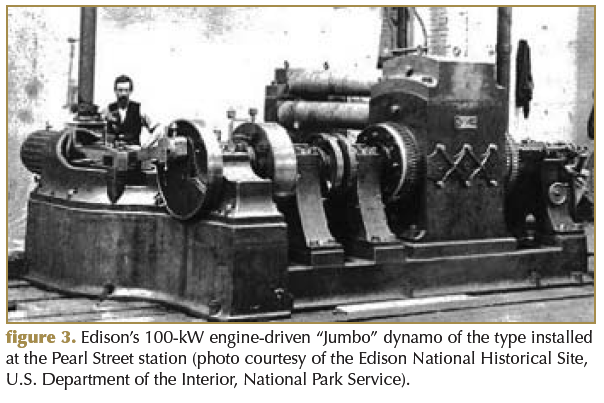 figure 3. Edison's 100-kW engine-driven “Jumbo” dynamo of the type installed
at the Pearl Street station (photo courtesy of the Edison National Historical Site,
U.S. Department of the Interior, National Park Service).